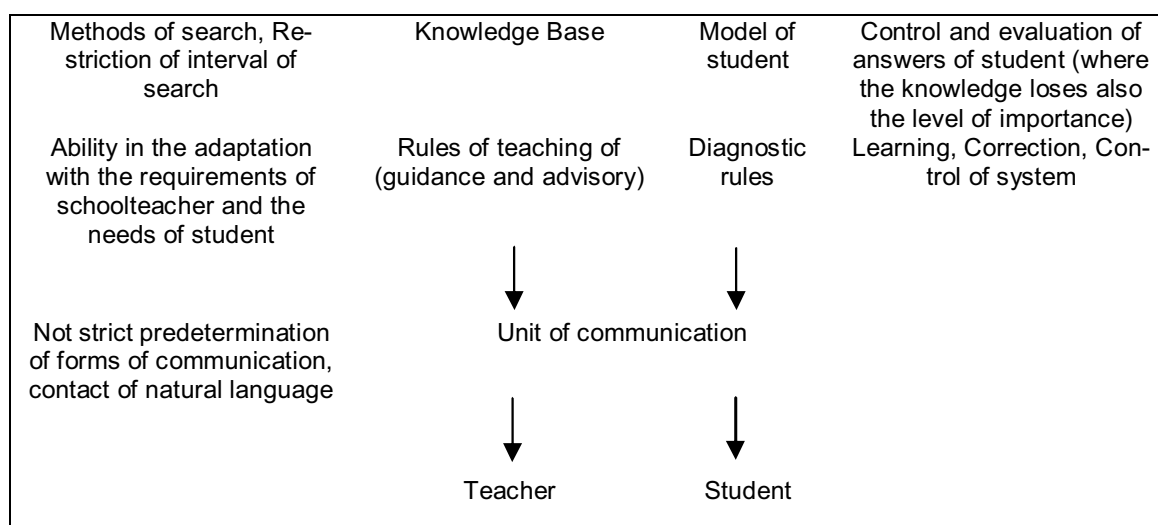 Methods of search, Re-
striction of interval of
search
Knowledge Base
Model of
student
Control and evaluation of
answers of student (where
the knowledge loses also
the level of importance)
Ability in the adaptation
with the requirements of
schoolteacher and the
needs of student
Rules of teaching of
(guidance and advisory)
Diagnostic
rules
Learning, Correction, Con-
trol of system
Not strict predetermination
of forms of communication,
contact of natural language
Unit of communication
Teacher
Student